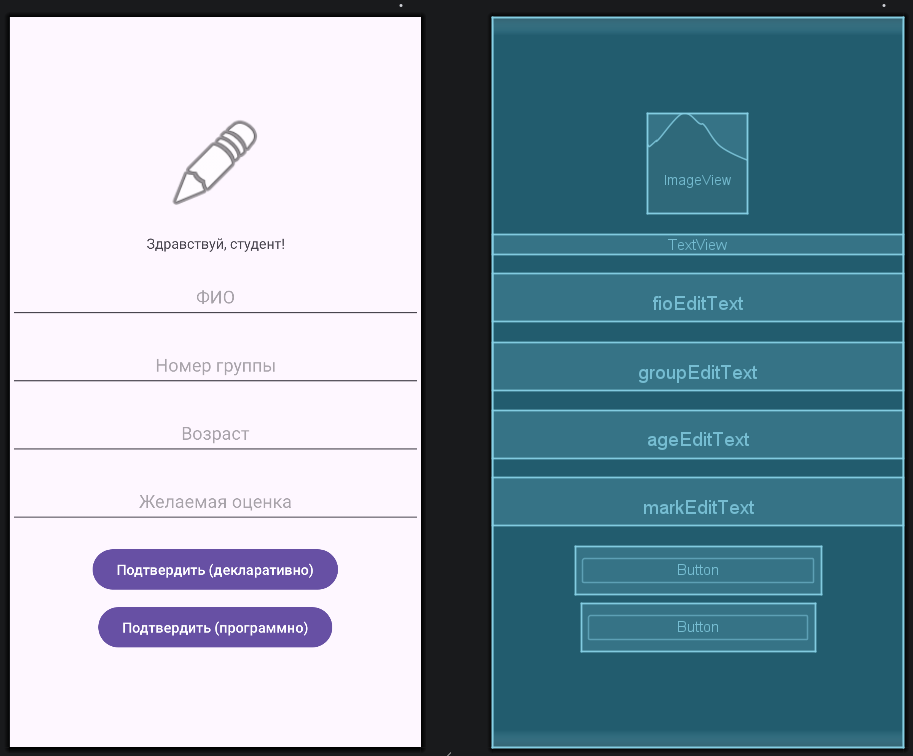 Здравствуй, студент!
ФИО
Номер группы
Возраст
Желаемая оценка
Подтвердить (декларативно)
Подтвердить (программно)
ImageView
TextView
fioEditText
groupEditText
ageEditText
markEditText
Button
Button